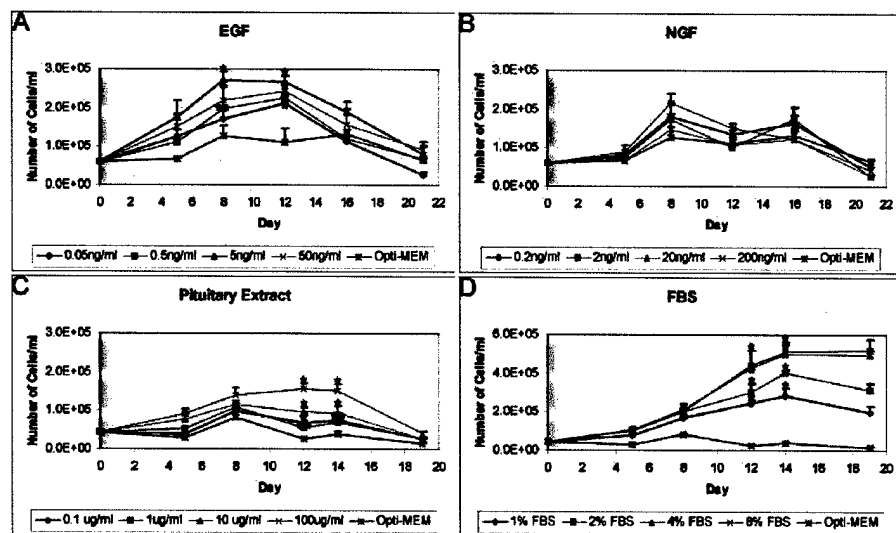 A
EGF
Number of Cells/ml
3.0E+05
2.0E+05
1.0E+05
0.0E+00
0 2 4 6 8 10 12 14 16 18 20 22
Day
0.05ng/ml 0.5ng/ml 5ng/ml 50ng/ml Opti-MEM
B
NGF
Number of Cells/ml
3.0E+05
2.0E+05
1.0E+05
0.0E+00
0 2 4 6 8 10 12 14 16 18 20 22
Day
0.2ng/ml 2ng/ml 20ng/ml 200ng/ml Opti-MEM
C
Pituitary Extract
Number of Cells/ml
3.0E+05
2.0E+05
1.0E+05
0.0E+00
0 2 4 6 8 10 12 14 16 18 20
Day
0.1 ug/ml 1ug/ml 10 ug/ml 100ug/ml Opti-MEM
D
FBS
Number of Cells/ml
6.0E+05
4.0E+05
2.0E+05
0.0E+00
0 2 4 6 8 10 12 14 16 18 20
Day
1% FBS 2% FBS 4% FBS 8% FBS Opti-MEM